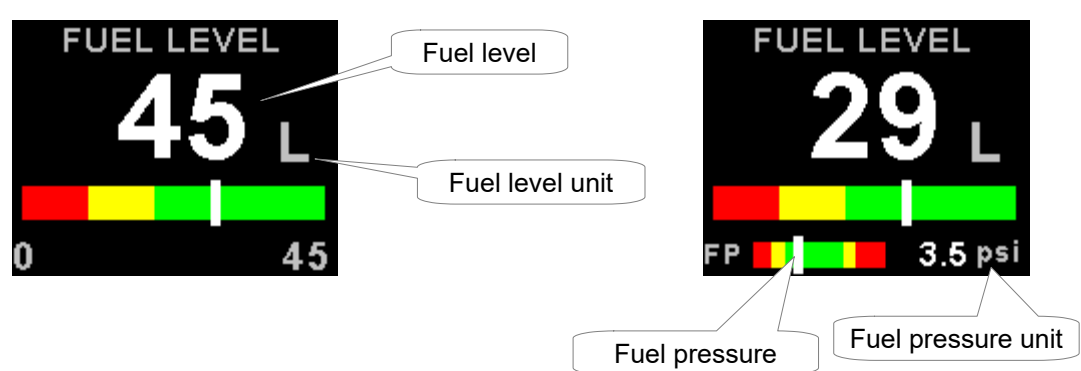 FUEL LEVEL
45 L
0 45
Fuel level
Fuel level unit
FUEL LEVEL
29 L
FP 3.5 psi
Fuel pressure
Fuel pressure unit